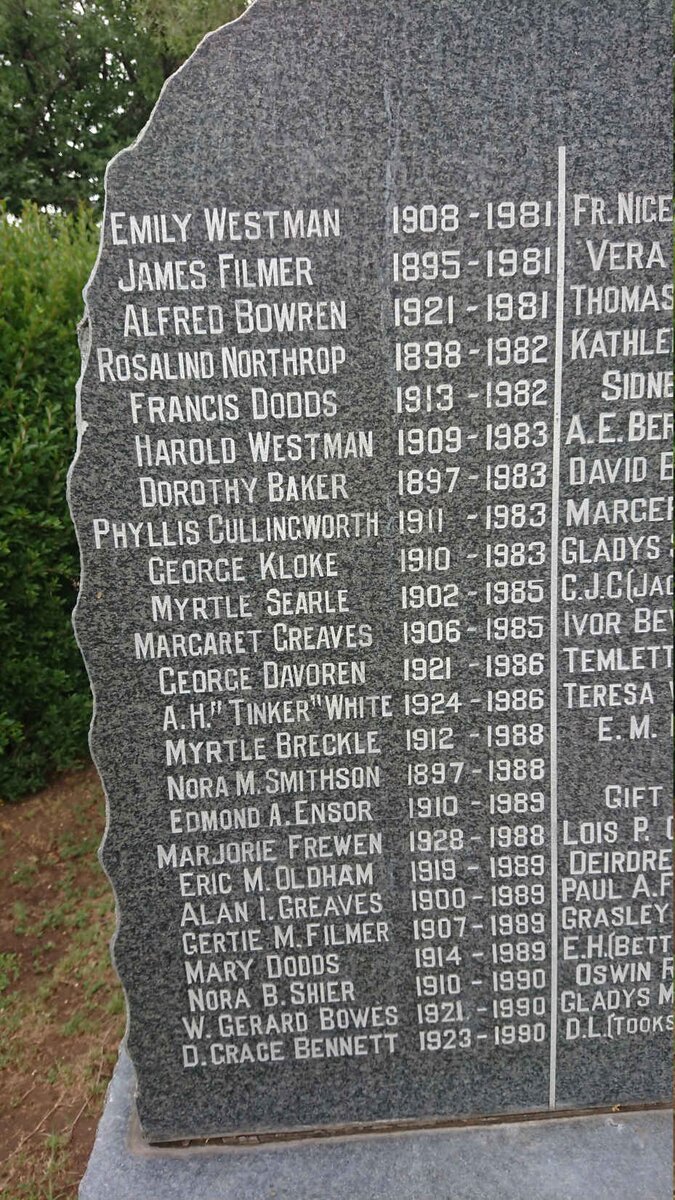 EMILY WESTMAN 1908 - 1981
JAMES FILMER 1895 - 1981
ALFRED BOWREN 1921 - 1981
ROSALIND NORTHROP 1898 - 1982
FRANCIS DODDS 1913 - 1982
HAROLD WESTMAN 1909 - 1983
DOROTHY BAKER 1897 - 1983
PHYLLIS CULLINGWORTH 1911 - 1983
GEORGE KLOKE 1910 - 1983
MYRTLE SEARLE 1902 - 1985
MARGARET GREAVES 1906 - 1985
GEORGE DAVOREN 1921 - 1986
A.H." TINKER" WHITE 1924 - 1986
MYRTLE BRECKLE 1912 - 1988
NORA M. SMITHSON 1897 - 1988
EDMOND A. ENSOR 1910 - 1989
MARJORIE FREWEN 1928 - 1988
ERIC M. OLDHAM 1919 - 1989
ALAN I. GREAVES 1900 - 1989
GERTIE M. FILMER 1907 - 1989
MARY DODDS 1914 - 1989
NORA B. SHIER 1910 - 1990
W. GERARD BOWES 1921 - 1990
D. GRACE BENNETT 1923 - 1990
FR. NIGE
VERA
THOMAS
KATHLE
SIDNE
A.E. BER
DAVID
MARGER
GLADYS
C.J.C (JAC
IVOR BEV
TEMLETT
TERESA
E. M.
GIFT
LOIS P.
DEIRDRE
PAUL A. F
GRASLEY
E.H. (BETT
OSWIN R
GLADYS M
D.L. (TOOKS